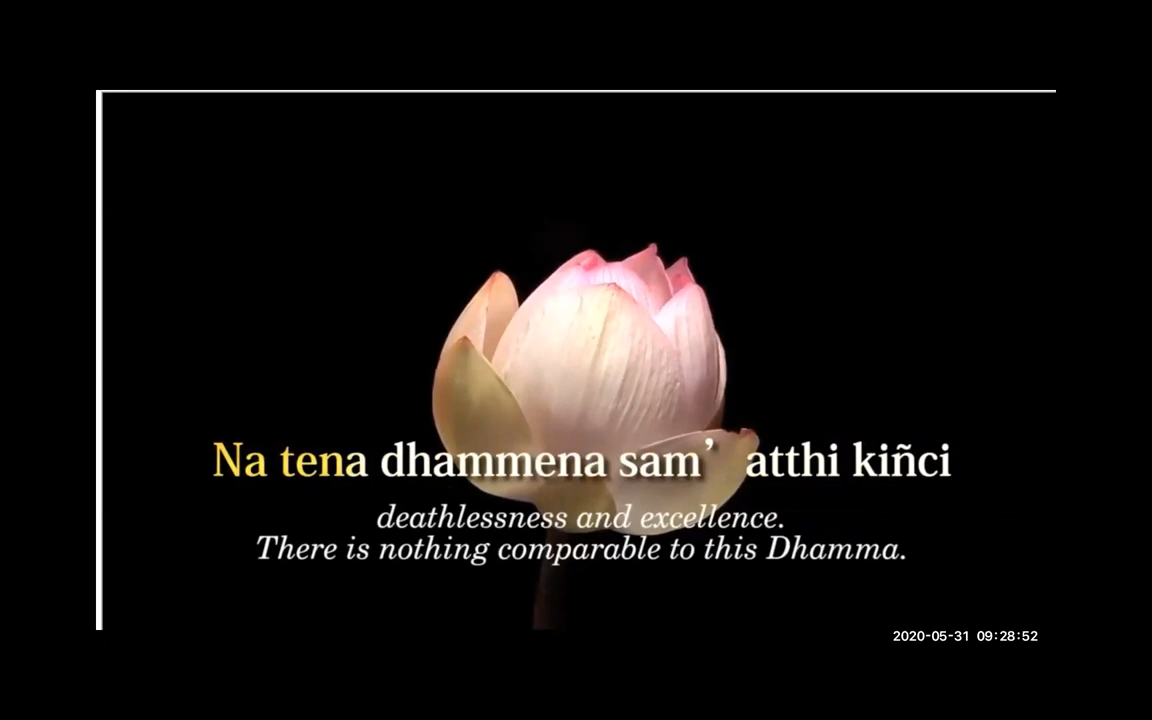 Na tena dhammena sam’ atthi kiñci
deathlessness and excellence.
There is nothing comparable to this Dhamma.
2020-05-31 09:28:52